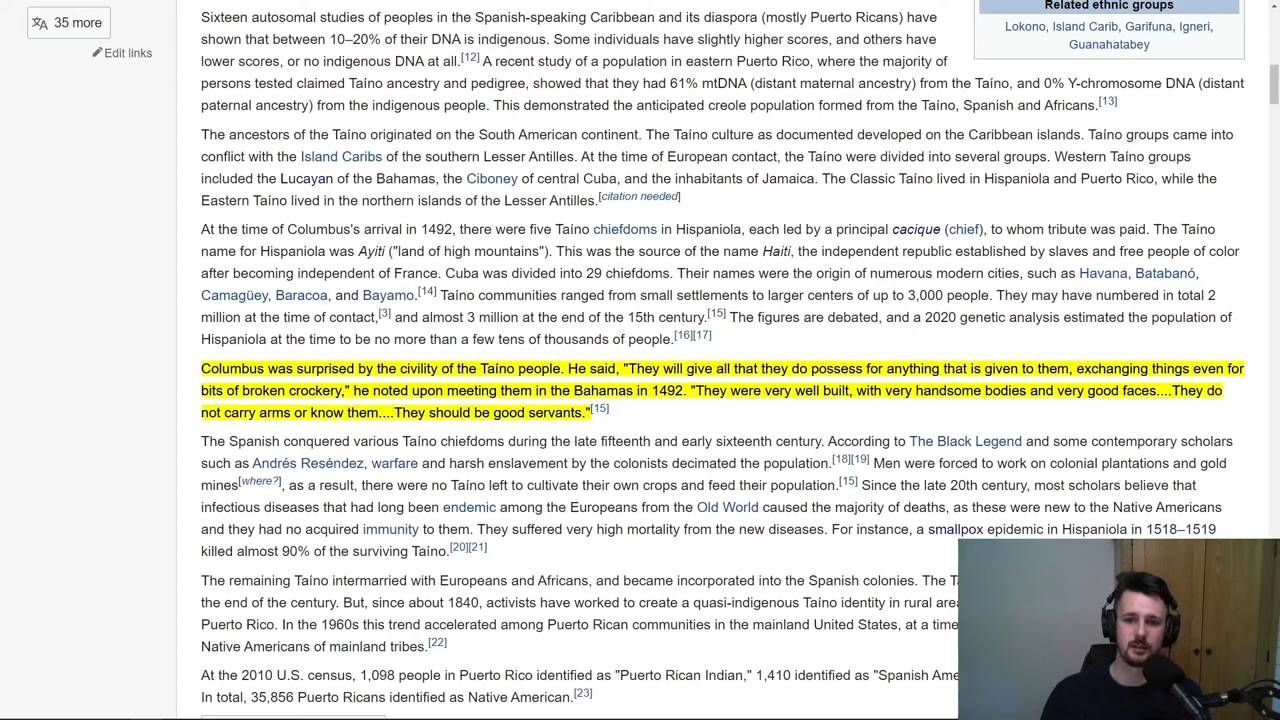 35 more
Edit links
Related ethnic groups
Lokono, Island Carib, Garifuna, Igneri,
Guanahatabey
Sixteen autosomal studies of peoples in the Spanish-speaking Caribbean and its diaspora (mostly Puerto Ricans) have
shown that between 10–20% of their DNA is indigenous. Some individuals have slightly higher scores, and others have
lower scores, or no indigenous DNA at all.[12] A recent study of a population in eastern Puerto Rico, where the majority of
persons tested claimed Taíno ancestry and pedigree, showed that they had 61% mtDNA (distant maternal ancestry) from the Taíno, and 0% Y-chromosome DNA (distant
paternal ancestry) from the indigenous people. This demonstrated the anticipated creole population formed from the Taíno, Spanish and Africans.[13]
The ancestors of the Taíno originated on the South American continent. The Taíno culture as documented developed on the Caribbean islands. Taíno groups came into
conflict with the Island Caribs of the southern Lesser Antilles. At the time of European contact, the Taíno were divided into several groups. Western Taíno groups
included the Lucayan of the Bahamas, the Ciboney of central Cuba, and the inhabitants of Jamaica. The Classic Taíno lived in Hispaniola and Puerto Rico, while the
Eastern Taíno lived in the northern islands of the Lesser Antilles.[citation needed]
At the time of Columbus's arrival in 1492, there were five Taíno chiefdoms in Hispaniola, each led by a principal cacique (chief), to whom tribute was paid. The Taíno
name for Hispaniola was Ayiti ("land of high mountains"). This was the source of the name Haiti, the independent republic established by slaves and free people of color
after becoming independent of France. Cuba was divided into 29 chiefdoms. Their names were the origin of numerous modern cities, such as Havana, Batabanó,
Camagüey, Baracoa, and Bayamo.[14] Taíno communities ranged from small settlements to larger centers of up to 3,000 people. They may have numbered in total 2
million at the time of contact,[3] and almost 3 million at the end of the 15th century.[15] The figures are debated, and a 2020 genetic analysis estimated the population of
Hispaniola at the time to be no more than a few tens of thousands of people.[16][17]
Columbus was surprised by the civility of the Taíno people. He said, "They will give all that they do possess for anything that is given to them, exchanging things even for
bits of broken crockery," he noted upon meeting them in the Bahamas in 1492. "They were very well built, with very handsome bodies and very good faces....They do
not carry arms or know them....They should be good servants."[15]
The Spanish conquered various Taíno chiefdoms during the late fifteenth and early sixteenth century. According to The Black Legend and some contemporary scholars
such as Andrés Reséndez, warfare and harsh enslavement by the colonists decimated the population.[18][19] Men were forced to work on colonial plantations and gold
mines[where?], as a result, there were no Taíno left to cultivate their own crops and feed their population.[15] Since the late 20th century, most scholars believe that
infectious diseases that had long been endemic among the Europeans from the Old World caused the majority of deaths, as these were new to the Native Americans
and they had no acquired immunity to them. They suffered very high mortality from the new diseases. For instance, a smallpox epidemic in Hispaniola in 1518–1519
killed almost 90% of the surviving Taíno.[20][21]
The remaining Taíno intermarried with Europeans and Africans, and became incorporated into the Spanish colonies. The
the end of the century. But, since about 1840, activists have worked to create a quasi-indigenous Taíno identity in rural
Puerto Rico. In the 1960s this trend accelerated among Puerto Rican communities in the mainland United States, at a time
Native Americans of mainland tribes.[22]
At the 2010 U.S. census, 1,098 people in Puerto Rico identified as "Puerto Rican Indian," 1,410 identified as "Spanish
In total, 35,856 Puerto Ricans identified as Native American.[23]